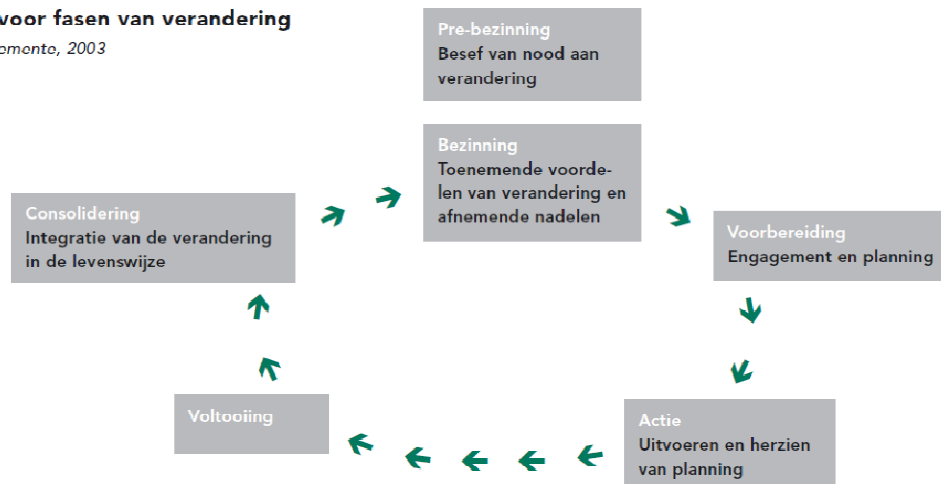 voor fasen van verandering
omente, 2003
Pre-bezinning
Besef van nood aan
verandering
Bezinning
Toenemende voorde-
len van verandering en
afnemende nadelen
Consolidering
Integratie van de verandering
in de levenswijze
Voorbereiding
Engagement en planning
Voltooiing
Actie
Uitvoeren en herzien
van planning